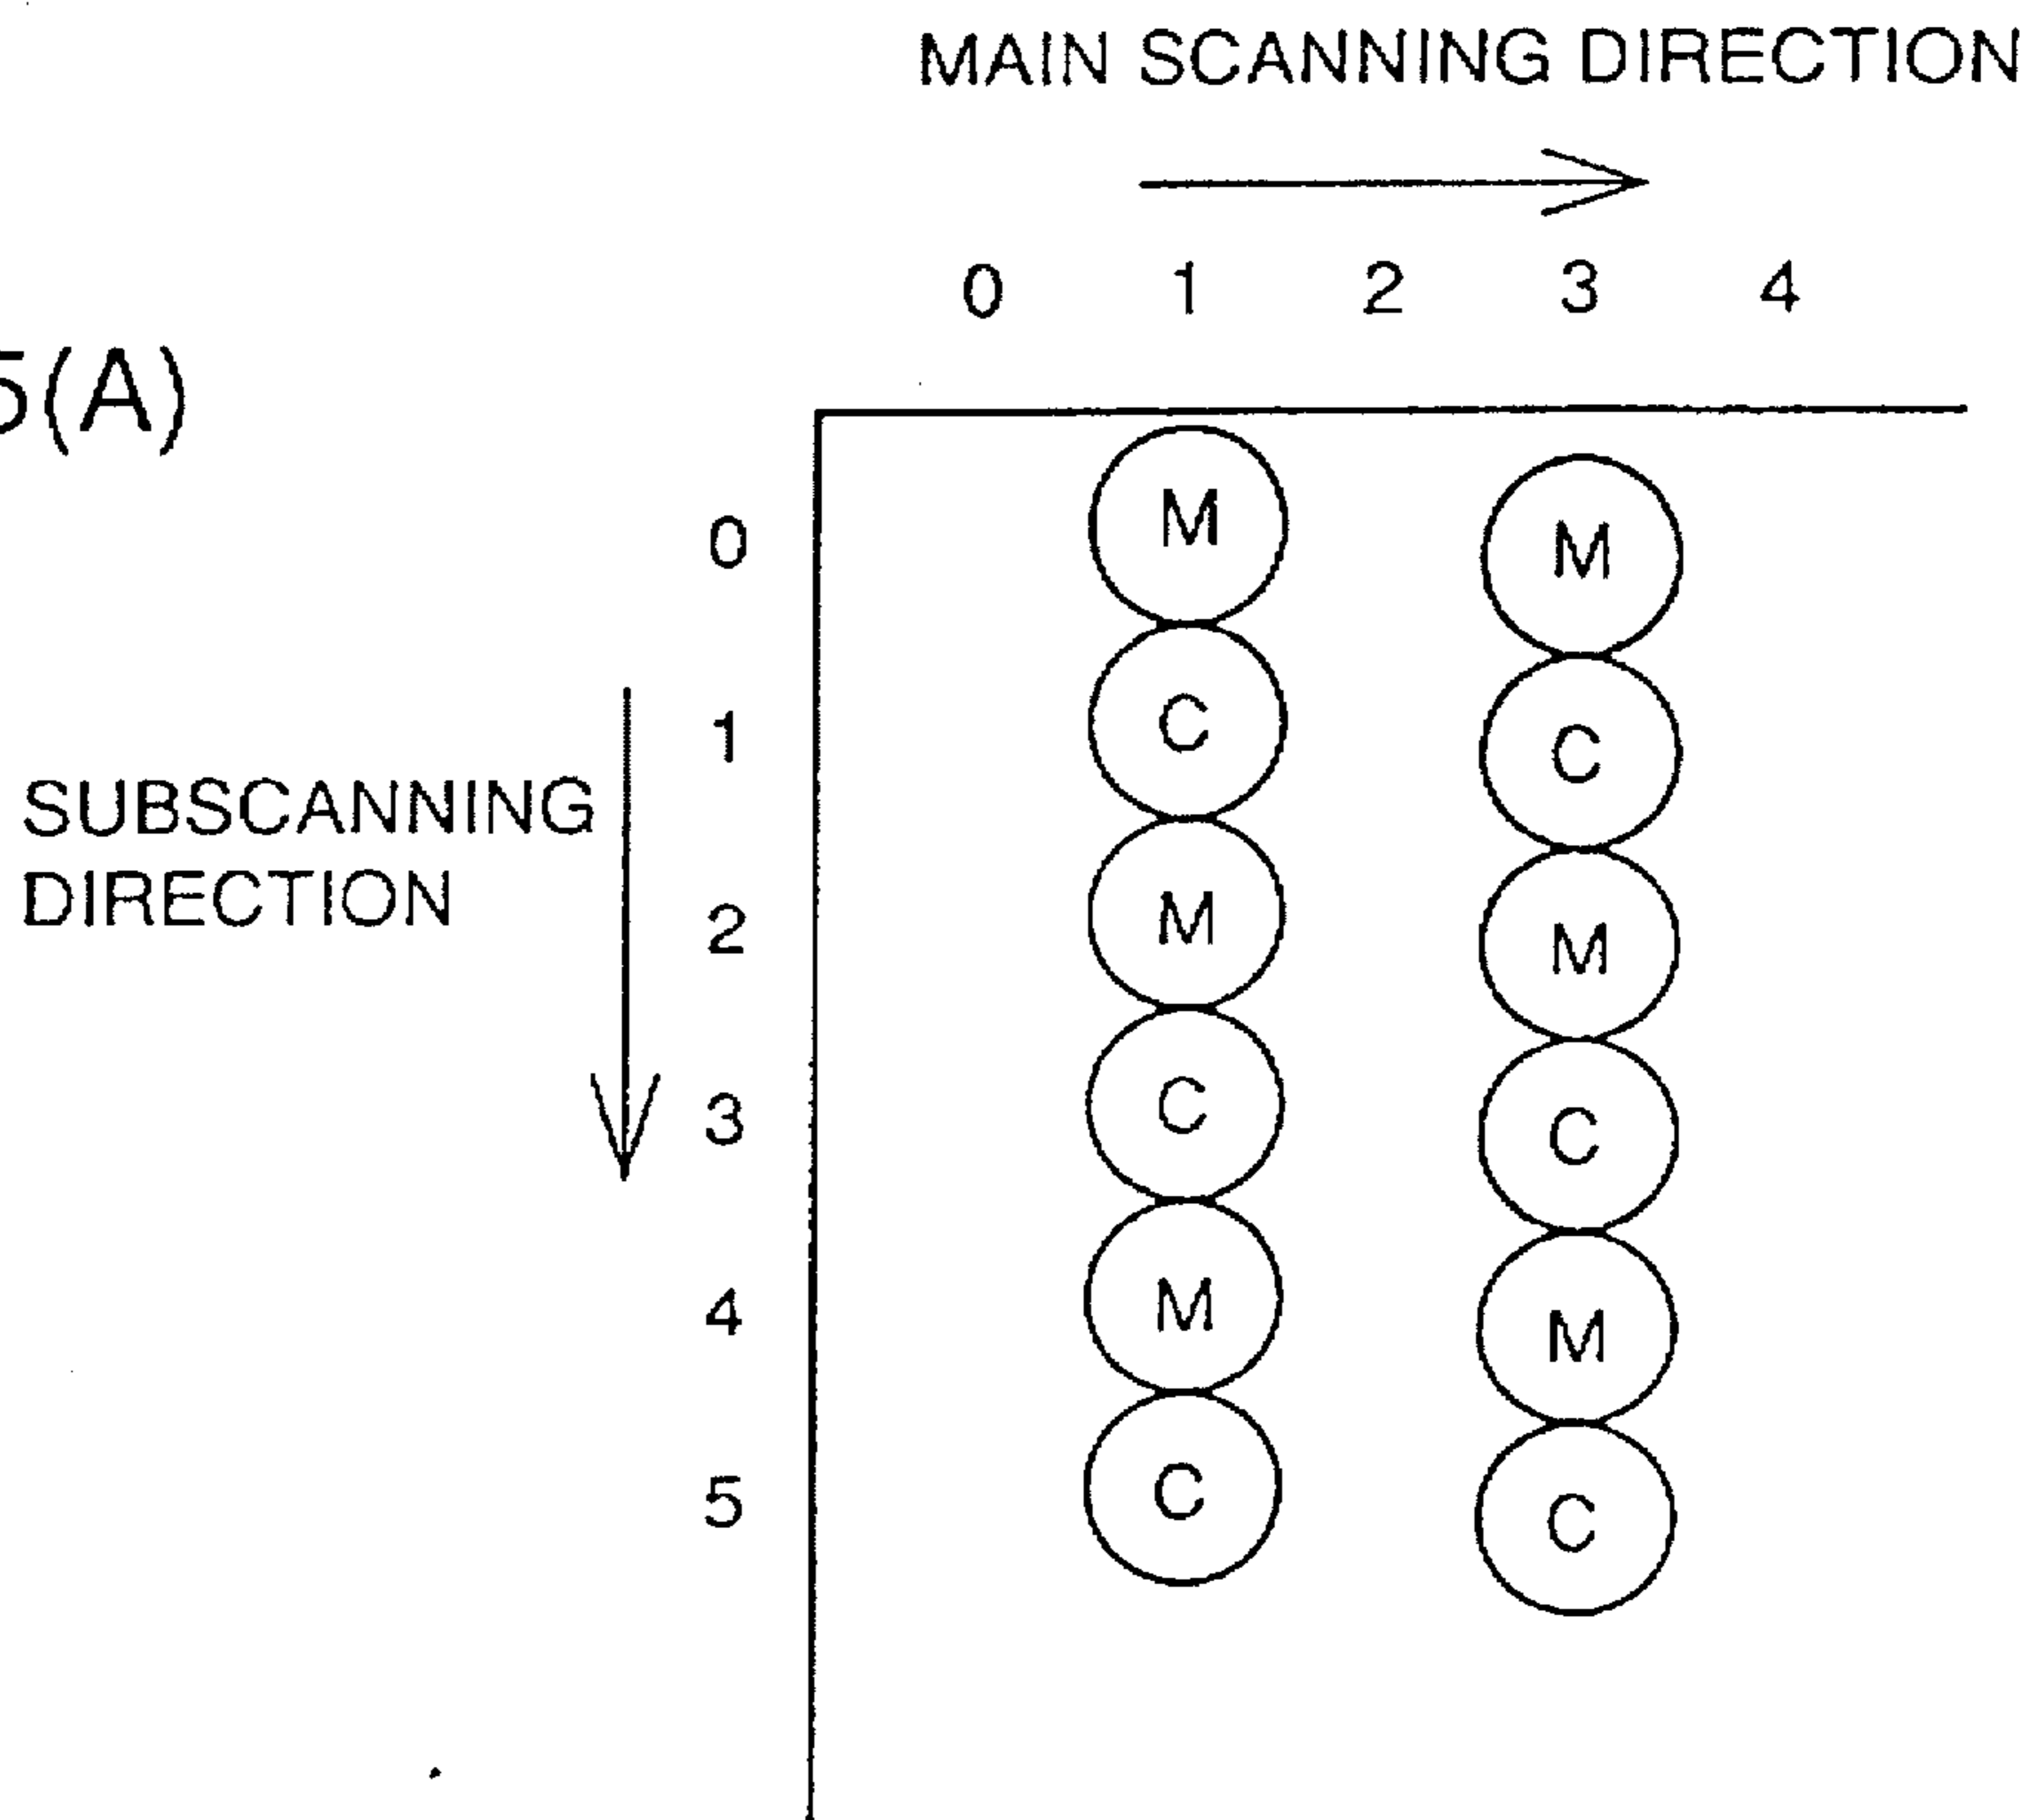 MAIN SCANNING DIRECTION
0 1 2 3 4
5(A)
0 M M
1 C C
SUBSCANNING
DIRECTION
2 M M
3 C C
4 M M
5 C C